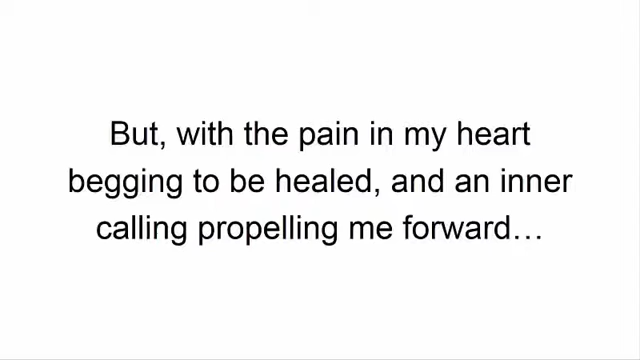 But, with the pain in my heart
begging to be healed, and an inner
calling propelling me forward…